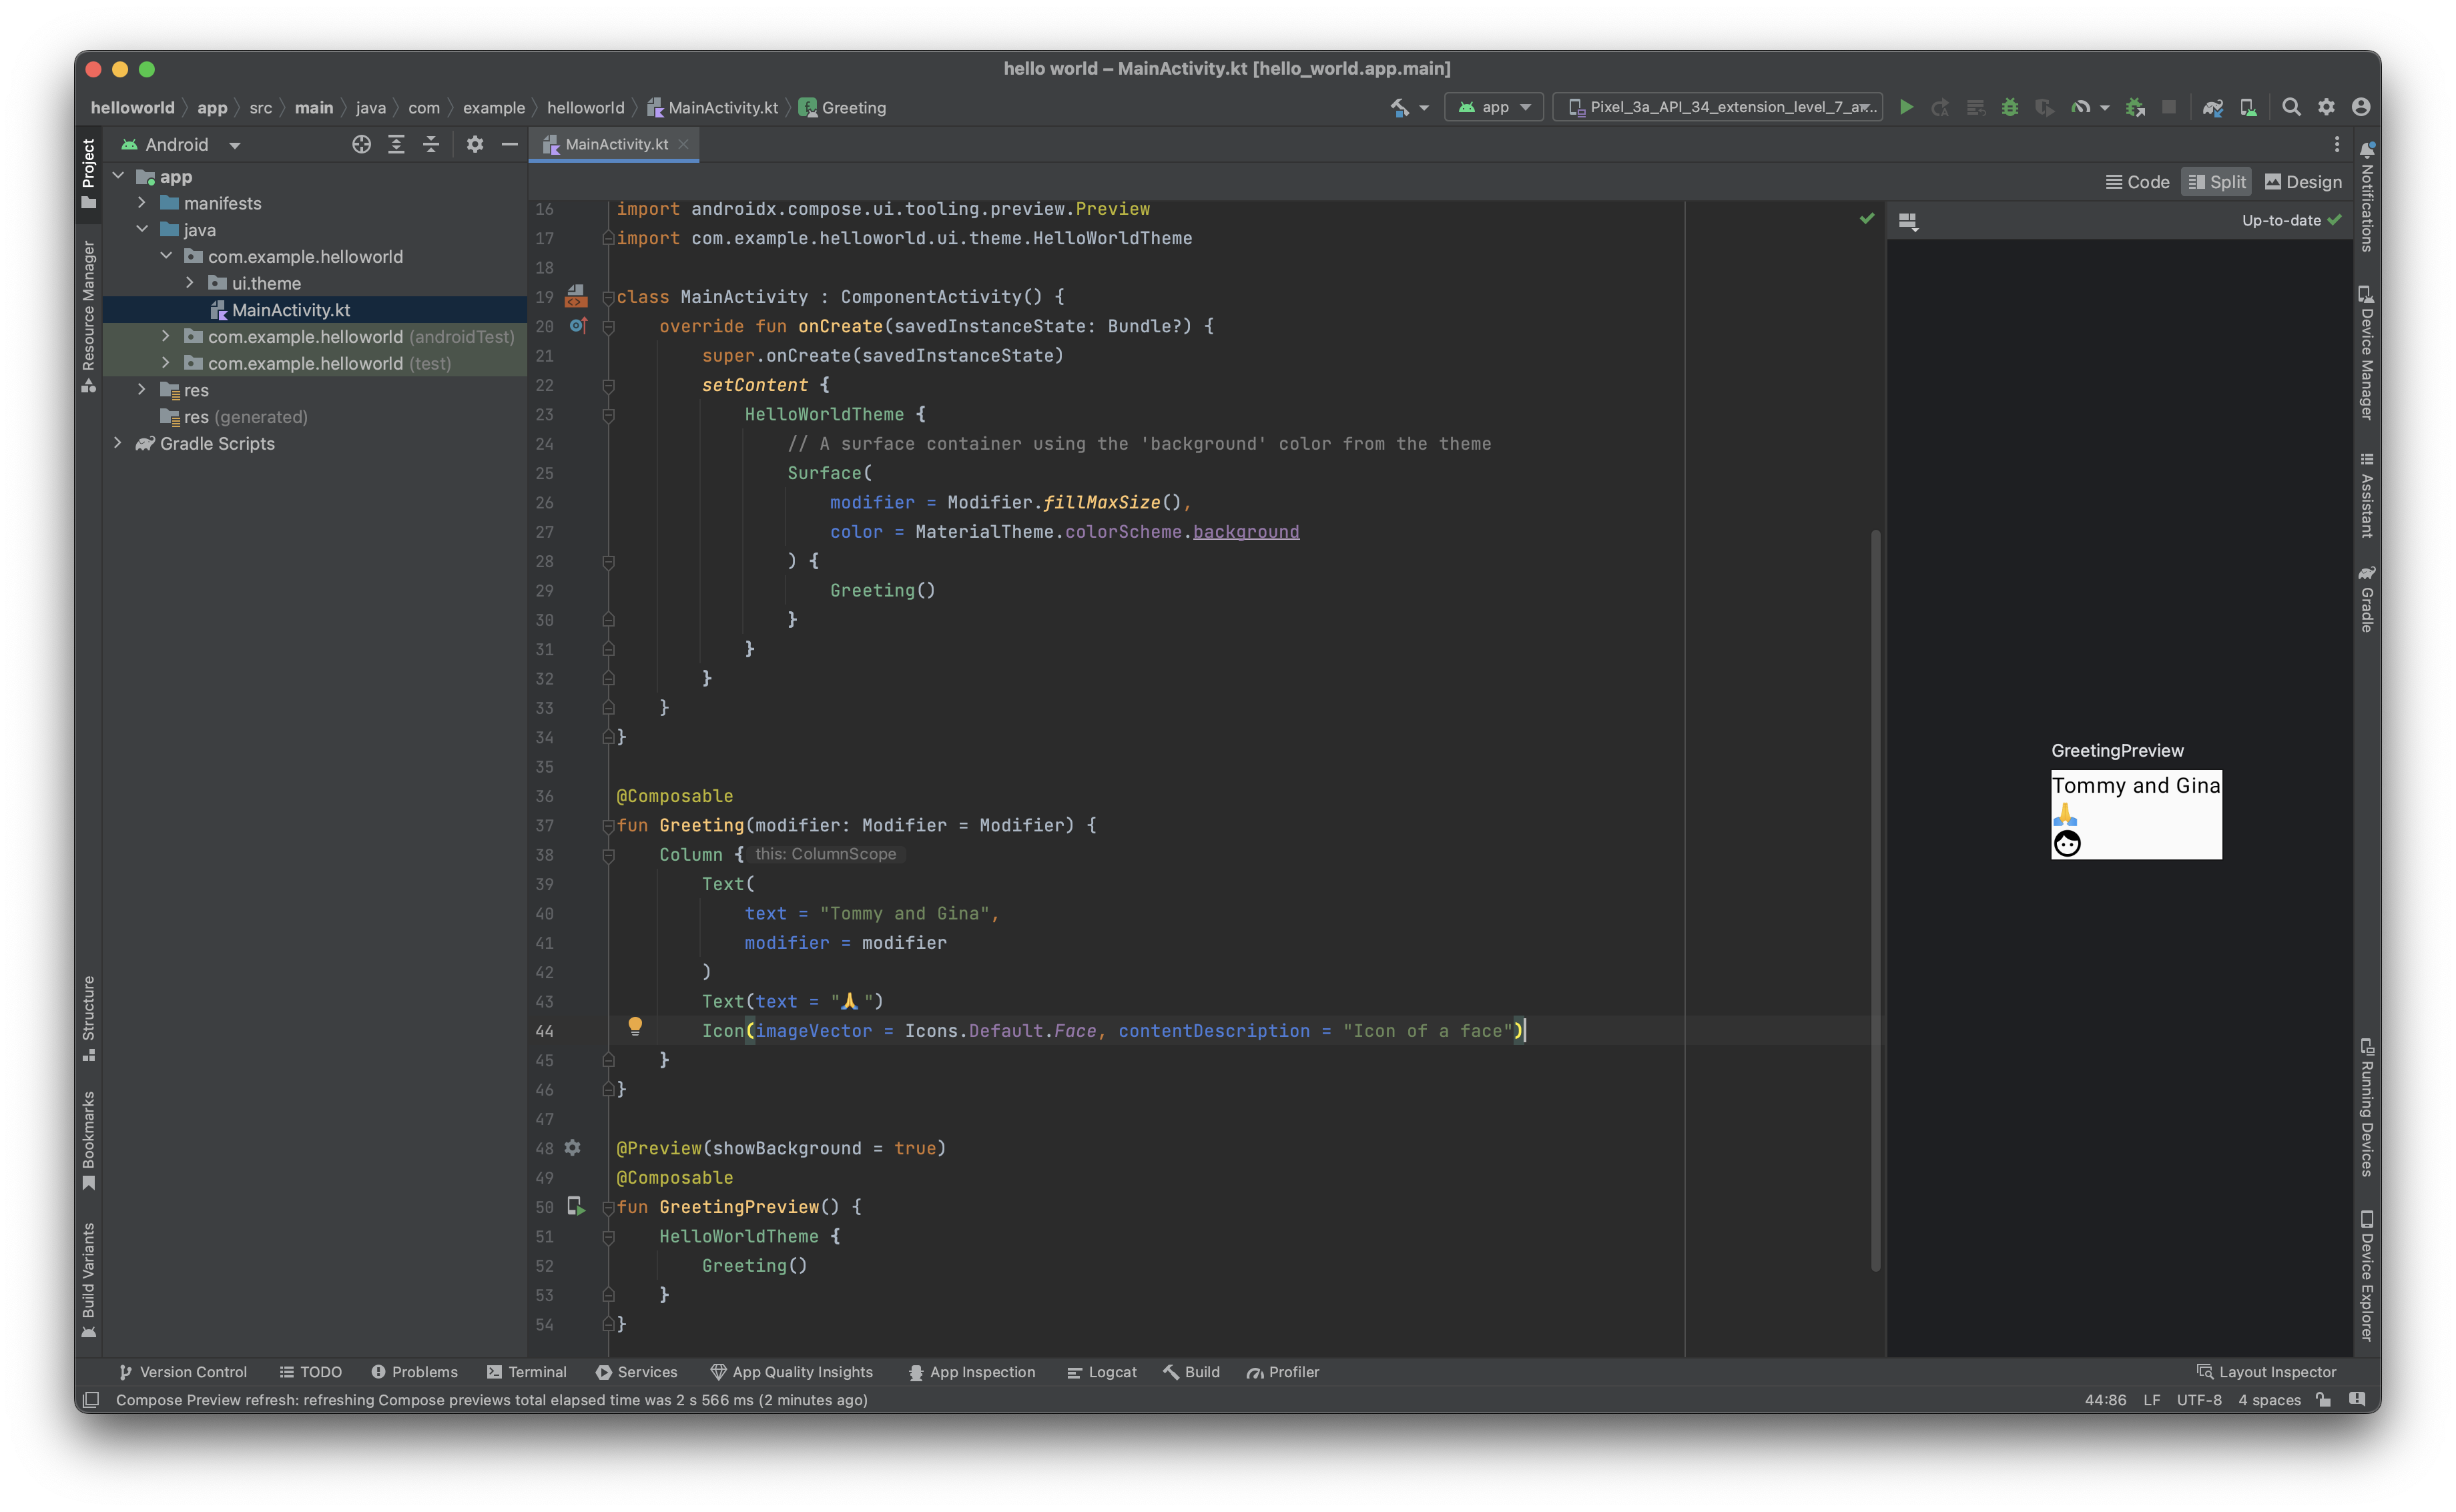 hello world – MainActivity.kt [hello_world.app.main]
helloworld app src main java com example helloworld MainActivity.kt Greeting
app Pixel_3a_API_34_extension_level_7_a...
Project
Android
MainActivity.kt
Code Split Design
Up-to-date
app
manifests
java
com.example.helloworld
ui.theme
MainActivity.kt
com.example.helloworld (androidTest)
com.example.helloworld (test)
res
res (generated)
Gradle Scripts
Resource Manager
Structure
Bookmarks
Build Variants
16 import androidx.compose.ui.tooling.preview.Preview
17 import com.example.helloworld.ui.theme.HelloWorldTheme
18
19 class MainActivity : ComponentActivity() {
20     override fun onCreate(savedInstanceState: Bundle?) {
21         super.onCreate(savedInstanceState)
22         setContent {
23             HelloWorldTheme {
24                 // A surface container using the 'background' color from the theme
25                 Surface(
26                     modifier = Modifier.fillMaxSize(),
27                     color = MaterialTheme.colorScheme.background
28                 ) {
29                     Greeting()
30                 }
31             }
32         }
33     }
34 }
35
36 @Composable
37 fun Greeting(modifier: Modifier = Modifier) {
38     Column { this: ColumnScope
39         Text(
40             text = "Tommy and Gina",
41             modifier = modifier
42         )
43         Text(text = "🙏")
44         Icon(imageVector = Icons.Default.Face, contentDescription = "Icon of a face")
45     }
46 }
47
48 @Preview(showBackground = true)
49 @Composable
50 fun GreetingPreview() {
51     HelloWorldTheme {
52         Greeting()
53     }
54 }
GreetingPreview
Tommy and Gina
🙏
Notifications
Device Manager
Assistant
Gradle
Running Devices
Device Explorer
Version Control TODO Problems Terminal Services App Quality Insights App Inspection Logcat Build Profiler Layout Inspector
Compose Preview refresh: refreshing Compose previews total elapsed time was 2 s 566 ms (2 minutes ago) 44:86 LF UTF-8 4 spaces